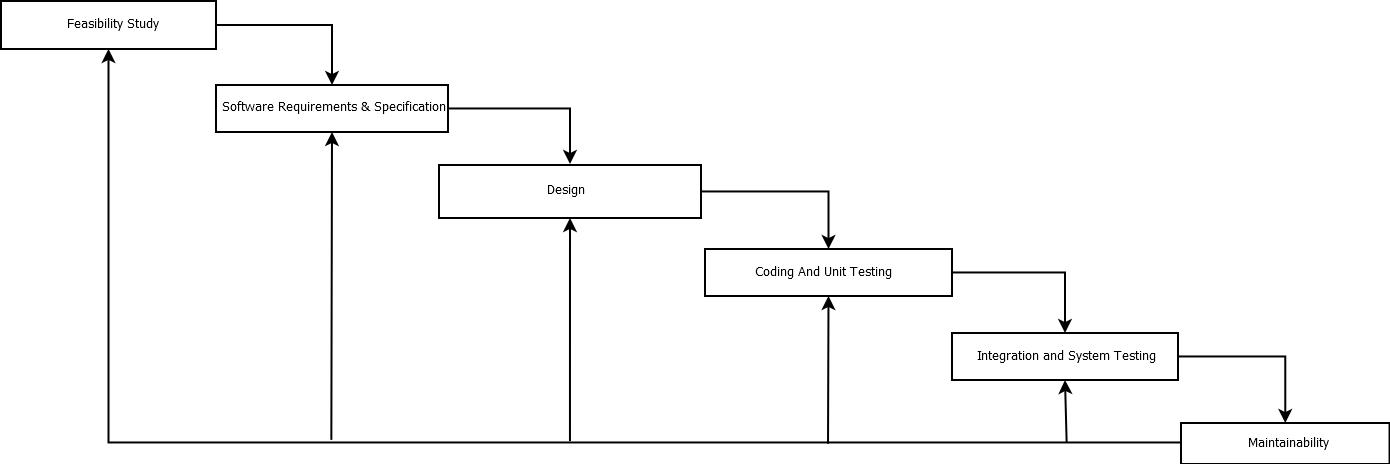 Feasibility Study
Software Requirements & Specification
Design
Coding And Unit Testing
Integration and System Testing
Maintainability